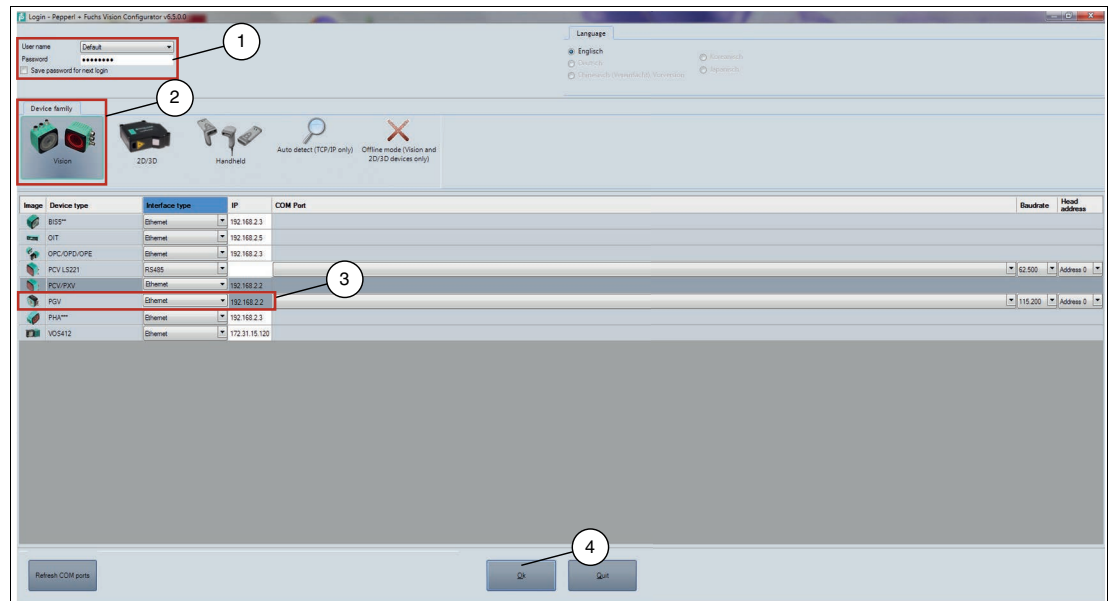 Login - Pepperl + Fuchs Vision Configurator v6.5.0.0
1
User name Default
Password ••••••••
Save password for next login
Language
Englisch
Deutsch
2
Device family
Vision
2D/3D
Handheld
Auto detect (TCP/IP only)
Offline mode (Vision and
2D/3D devices only)
Image Device type Interface type IP COM Port Baudrate Head address
BIS5** Ethernet 192.168.2.3
OIT Ethernet 192.168.2.5
OPC/OPD/OPE Ethernet 192.168.2.3
PCV LS221 RS485 62.500 Address 0
PCV/PXV Ethernet 192.168.2.2
3
PGV Ethernet 192.168.2.2 115.200 Address 0
PHA*** Ethernet 192.168.2.3
VOS412 Ethernet 172.31.15.120
4
Refresh COM ports
Ok
Quit